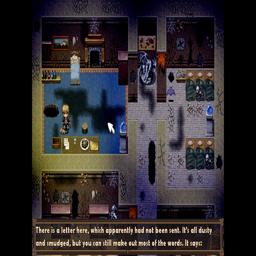 There is a letter here, which apparently had not been sent. It's all dusty
and smudged, but you can still make out most of the words. It says: